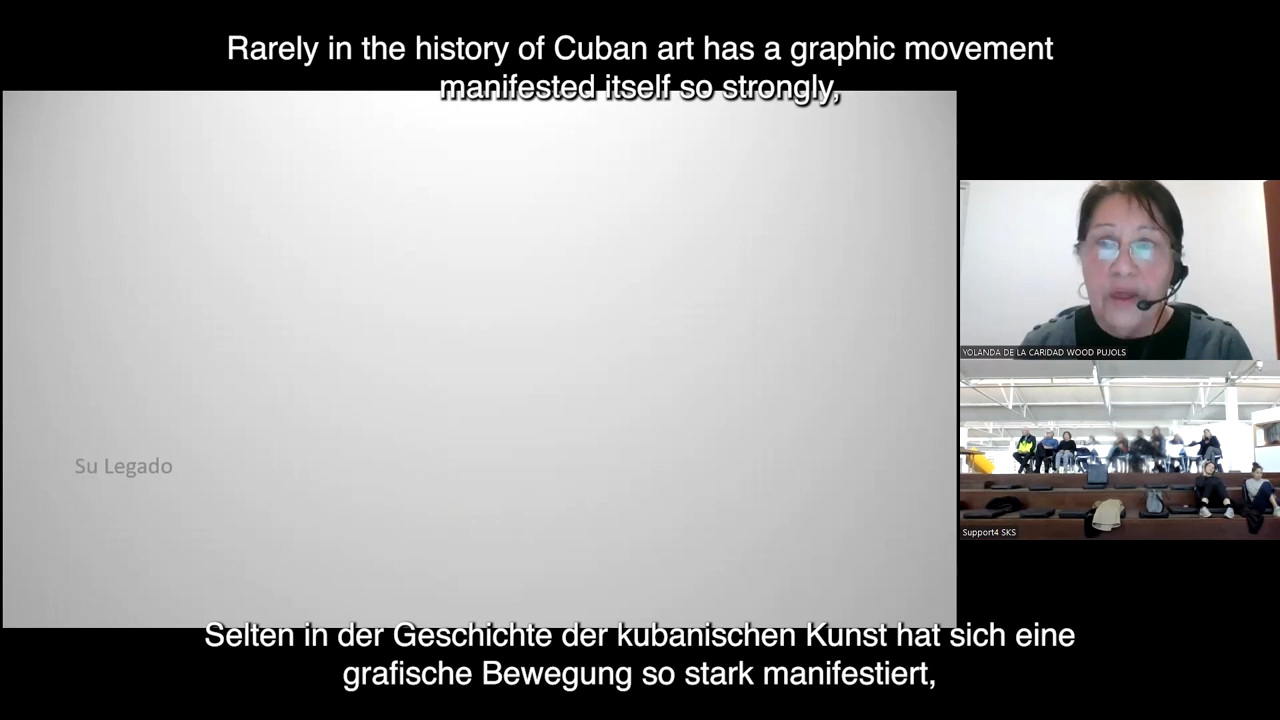 Rarely in the history of Cuban art has a graphic movement
manifested itself so strongly,
YOLANDA DE LA CARIDAD WOOD PUJOLS
Su Legado
Support4 SKS
Selten in der Geschichte der kubanischen Kunst hat sich eine
grafische Bewegung so stark manifestiert,